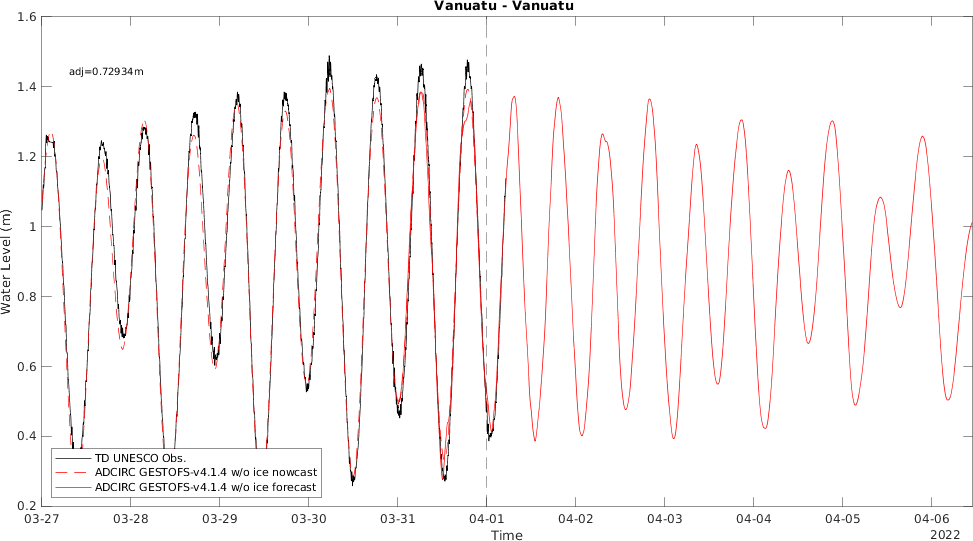 Vanuatu - Vanuatu
1.6
adj=0.72934m
1.4
1.2
1
0.8
0.6
0.4
0.2
Water Level (m)
TD UNESCO Obs.
ADCIRC GESTOFS-v4.1.4 w/o ice nowcast
ADCIRC GESTOFS-v4.1.4 w/o ice forecast
03-27 03-28 03-29 03-30 03-31 04-01 04-02 04-03 04-04 04-05 04-06
Time
2022